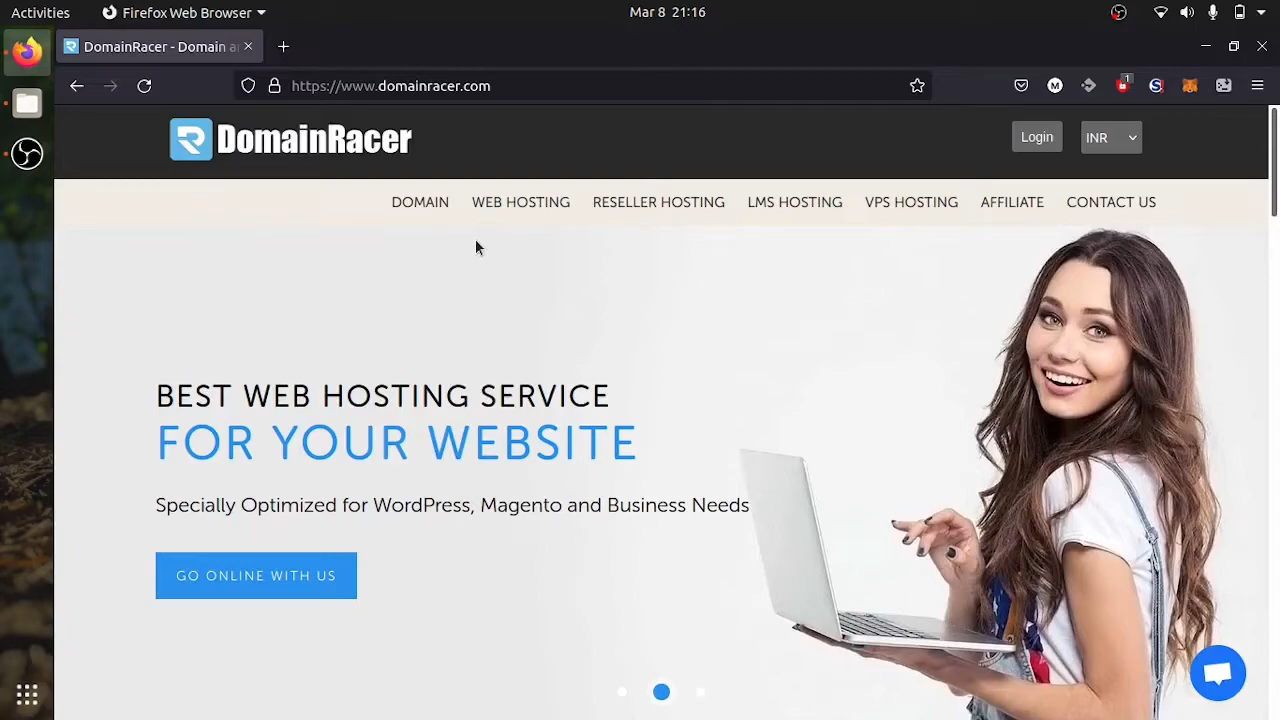 Activities Firefox Web Browser Mar 8 21:16
DomainRacer - Domain a
https://www.domainracer.com M 1 S
DomainRacer Login INR
DOMAIN WEB HOSTING RESELLER HOSTING LMS HOSTING VPS HOSTING AFFILIATE CONTACT US
BEST WEB HOSTING SERVICE
FOR YOUR WEBSITE
Specially Optimized for WordPress, Magento and Business Needs
GO ONLINE WITH US